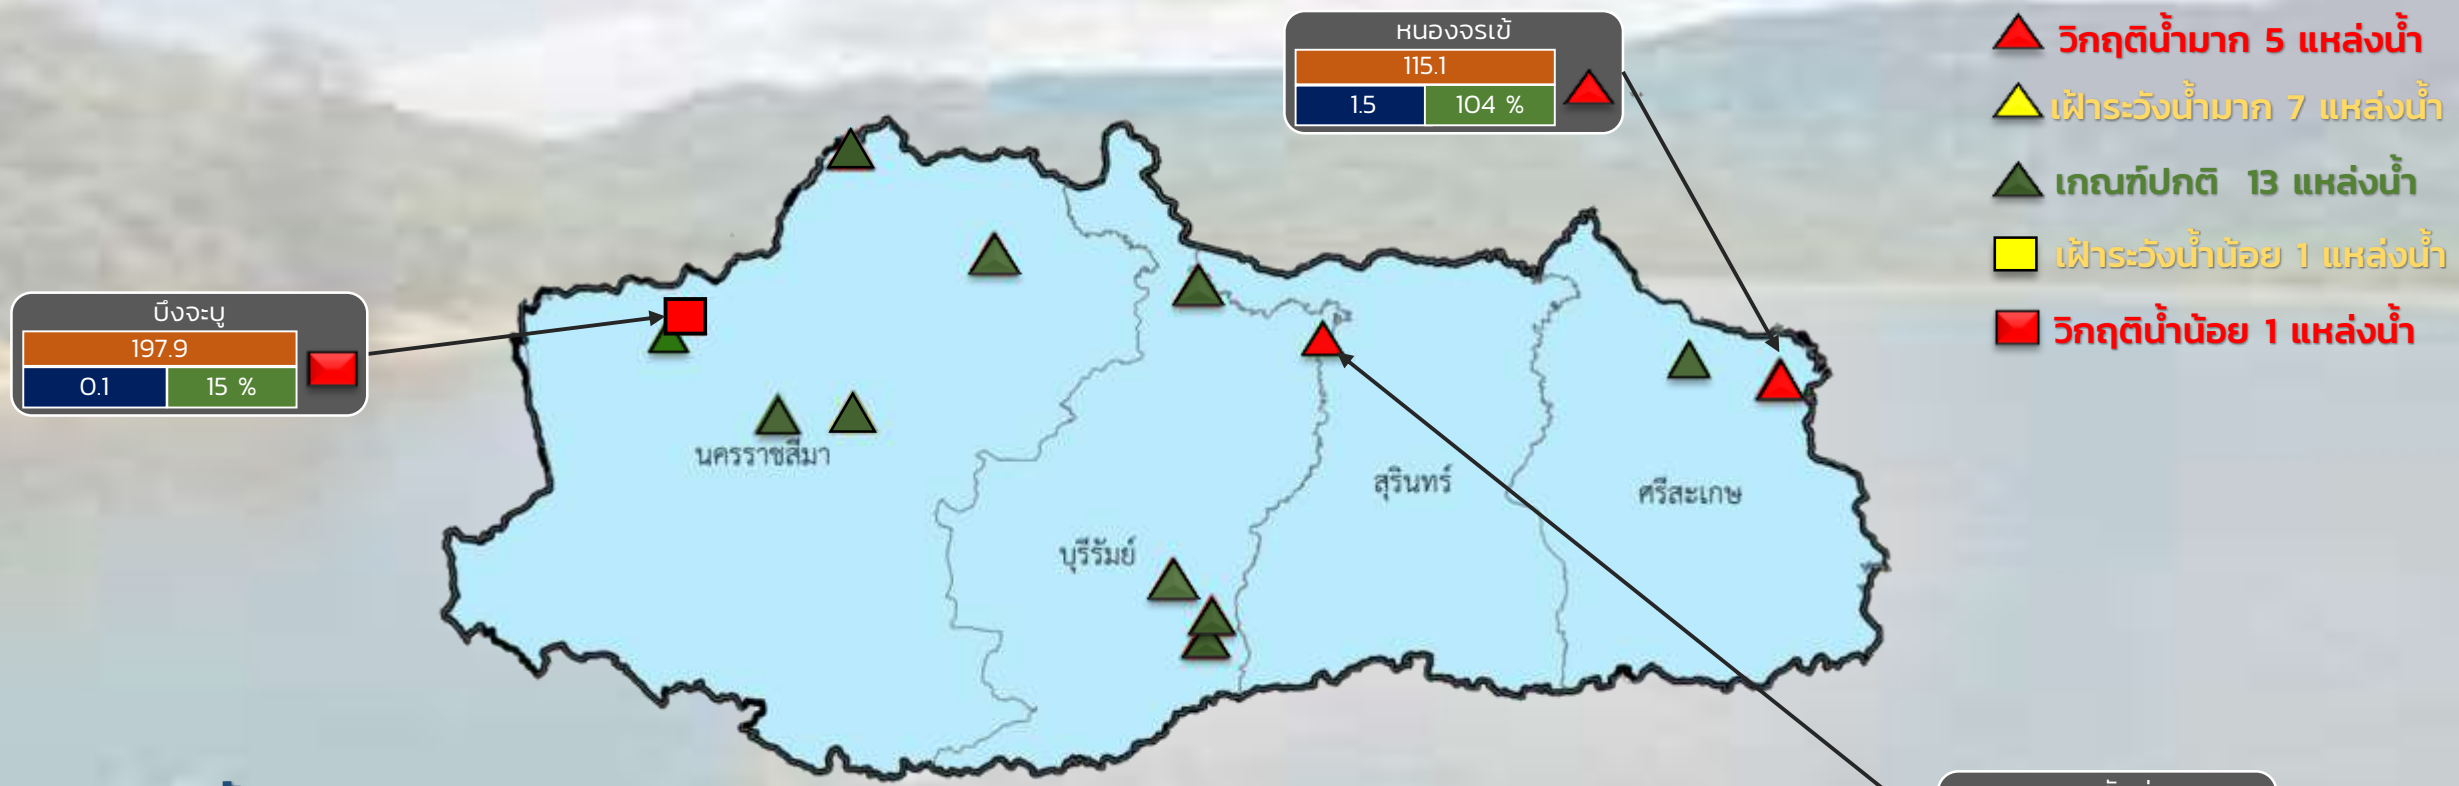 หนองจรเข้
115.1
1.5 104 %
วิกฤติน้ำมาก 5 แหล่งน้ำ
เฝ้าระวังน้ำมาก 7 แหล่งน้ำ
เกณฑ์ปกติ 13 แหล่งน้ำ
เฝ้าระวังน้ำน้อย 1 แหล่งน้ำ
วิกฤติน้ำน้อย 1 แหล่งน้ำ
บึงจะบู
197.9
0.1 15 %
นครราชสีมา
สุรินทร์
ศรีสะเกษ
บุรีรัมย์